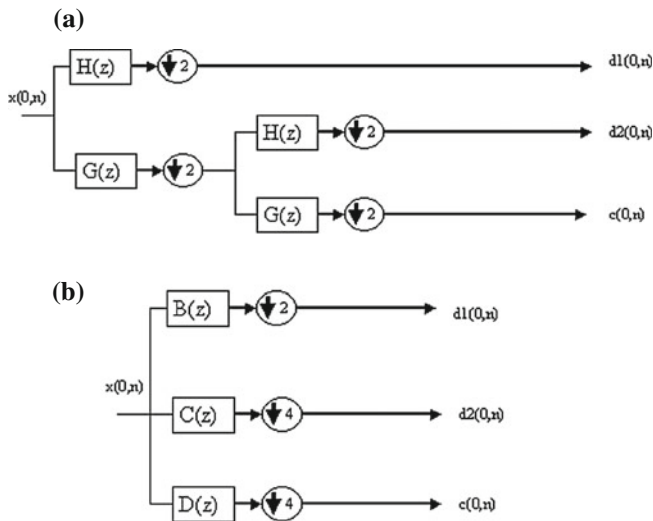 (a)
H(z)
2
d1(0,n)
x(0,n)
H(z)
2
d2(0,n)
G(z)
2
G(z)
2
c(0,n)
(b)
B(z)
2
d1(0,n)
x(0,n)
C(z)
4
d2(0,n)
D(z)
4
c(0,n)